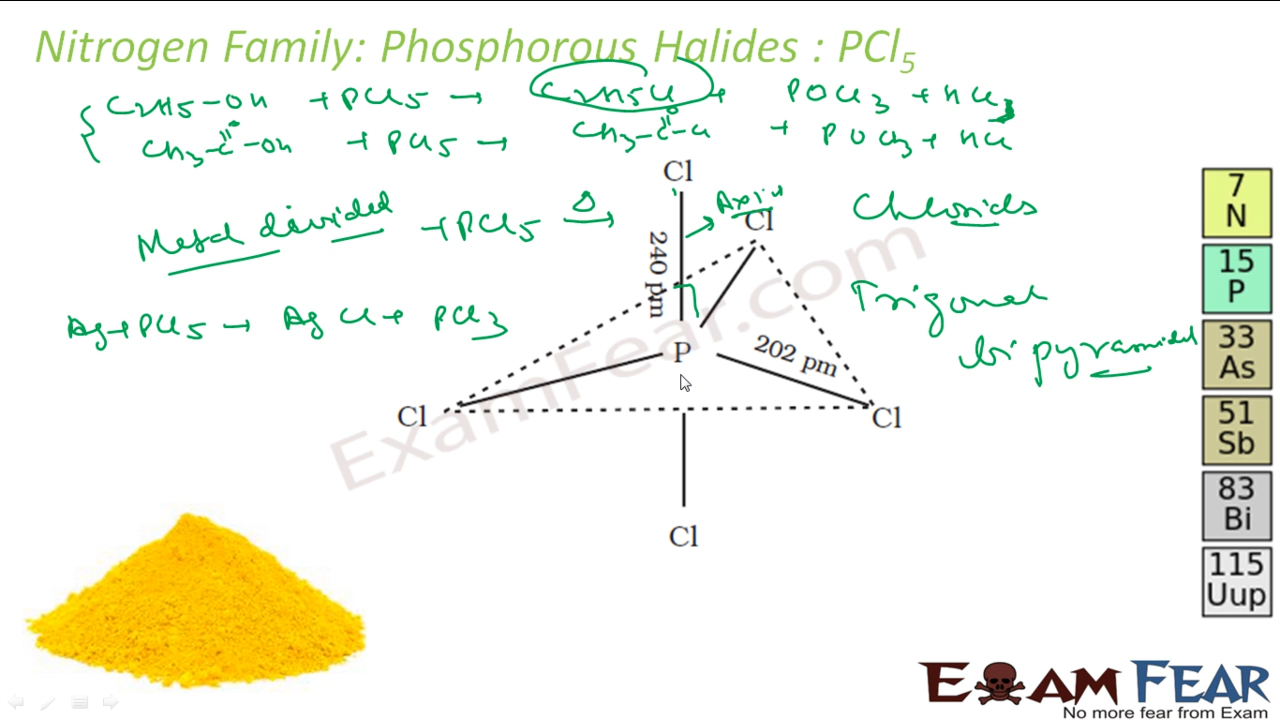 Nitrogen Family: Phosphorous Halides : PCl5
C2H5-OH + PCl5 → C2H5Cl + POCl3 + HCl
CH3-C-OH + PCl5 → CH3-C-Cl + POCl3 + HCl
O O
Metal divided + PCl5 Δ→ Chlorides
Ag + PCl5 → AgCl + PCl3
Trigonal
bi pyramidal
Cl
Axial
Cl
240 pm
P
202 pm
Cl
Cl
Cl
ExamFear.com
7
N
15
P
33
As
51
Sb
83
Bi
115
Uup
EXAM FEAR
No more fear from Exam